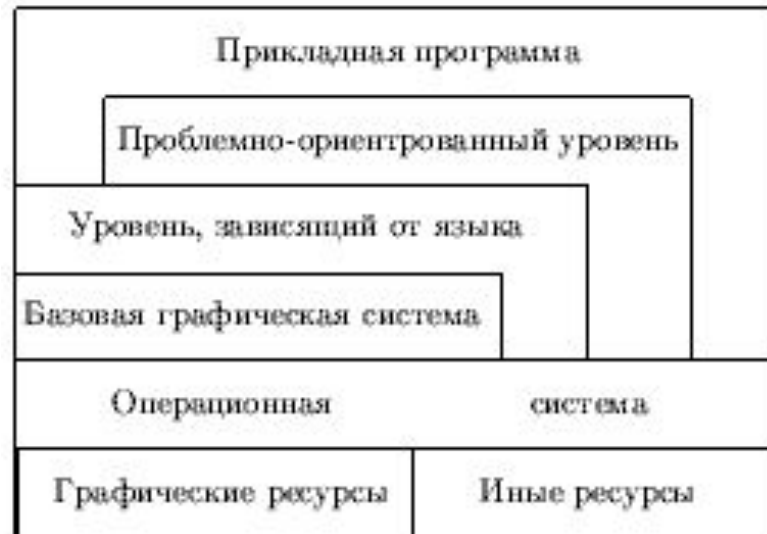 Прикладная программа
Проблемно-ориентрованный уровень
Уровень, зависящий от языка
Базовая графическая система
Операционная система
Графические ресурсы Иные ресурсы